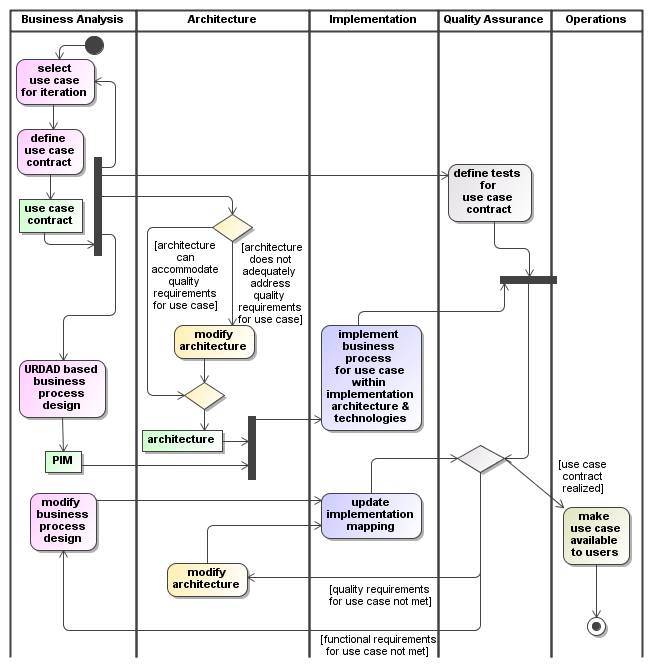 Business Analysis
Architecture
Implementation
Quality Assurance
Operations
select
use case
for iteration
define
use case
contract
use case
contract
define tests
for
use case
contract
[architecture
can
accommodate
quality
requirements
for use case]
[architecture
does not
adequately
address
quality
requirements
for use case]
modify
architecture
implement
business
process
for use case
within
implementation
architecture &
technologies
URDAD based
business
process
design
architecture
PIM
[use case
contract
realized]
modify
business
process
design
update
implementation
mapping
make
use case
available
to users
modify
architecture
[quality requirements
for use case not met]
[functional requirements
for use case not met]